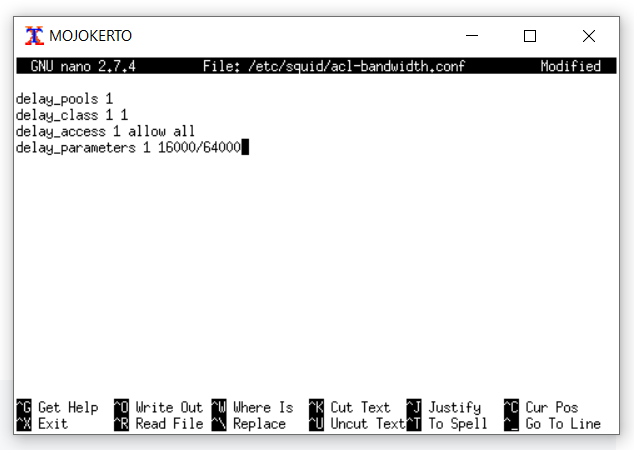 MOJOKERTO
GNU nano 2.7.4 File: /etc/squid/acl-bandwidth.conf Modified
delay_pools 1
delay_class 1 1
delay_access 1 allow all
delay_parameters 1 16000/64000
^G Get Help ^O Write Out ^W Where Is ^K Cut Text ^J Justify ^C Cur Pos
^X Exit ^R Read File ^\ Replace ^U Uncut Text ^T To Spell ^_ Go To Line